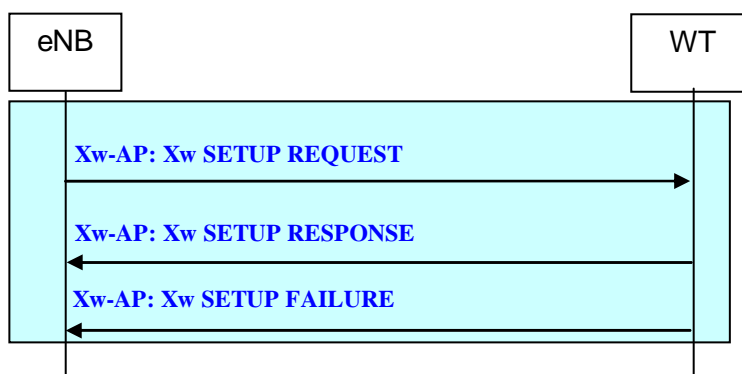 eNB
WT
Xw-AP: Xw SETUP REQUEST
Xw-AP: Xw SETUP RESPONSE
Xw-AP: Xw SETUP FAILURE